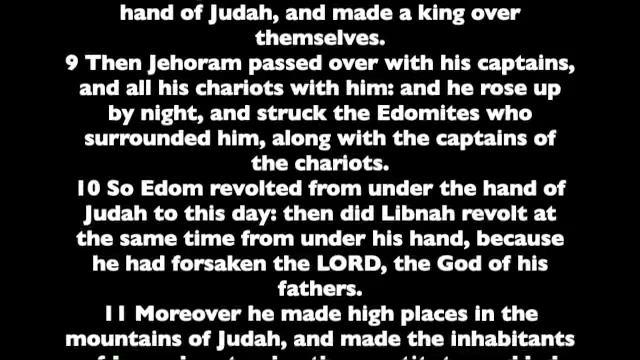 hand of Judah, and made a king over
themselves.
9 Then Jehoram passed over with his captains,
and all his chariots with him: and he rose up
by night, and struck the Edomites who
surrounded him, along with the captains of
the chariots.
10 So Edom revolted from under the hand of
Judah to this day: then did Libnah revolt at
the same time from under his hand, because
he had forsaken the LORD, the God of his
fathers.
11 Moreover he made high places in the
mountains of Judah, and made the inhabitants